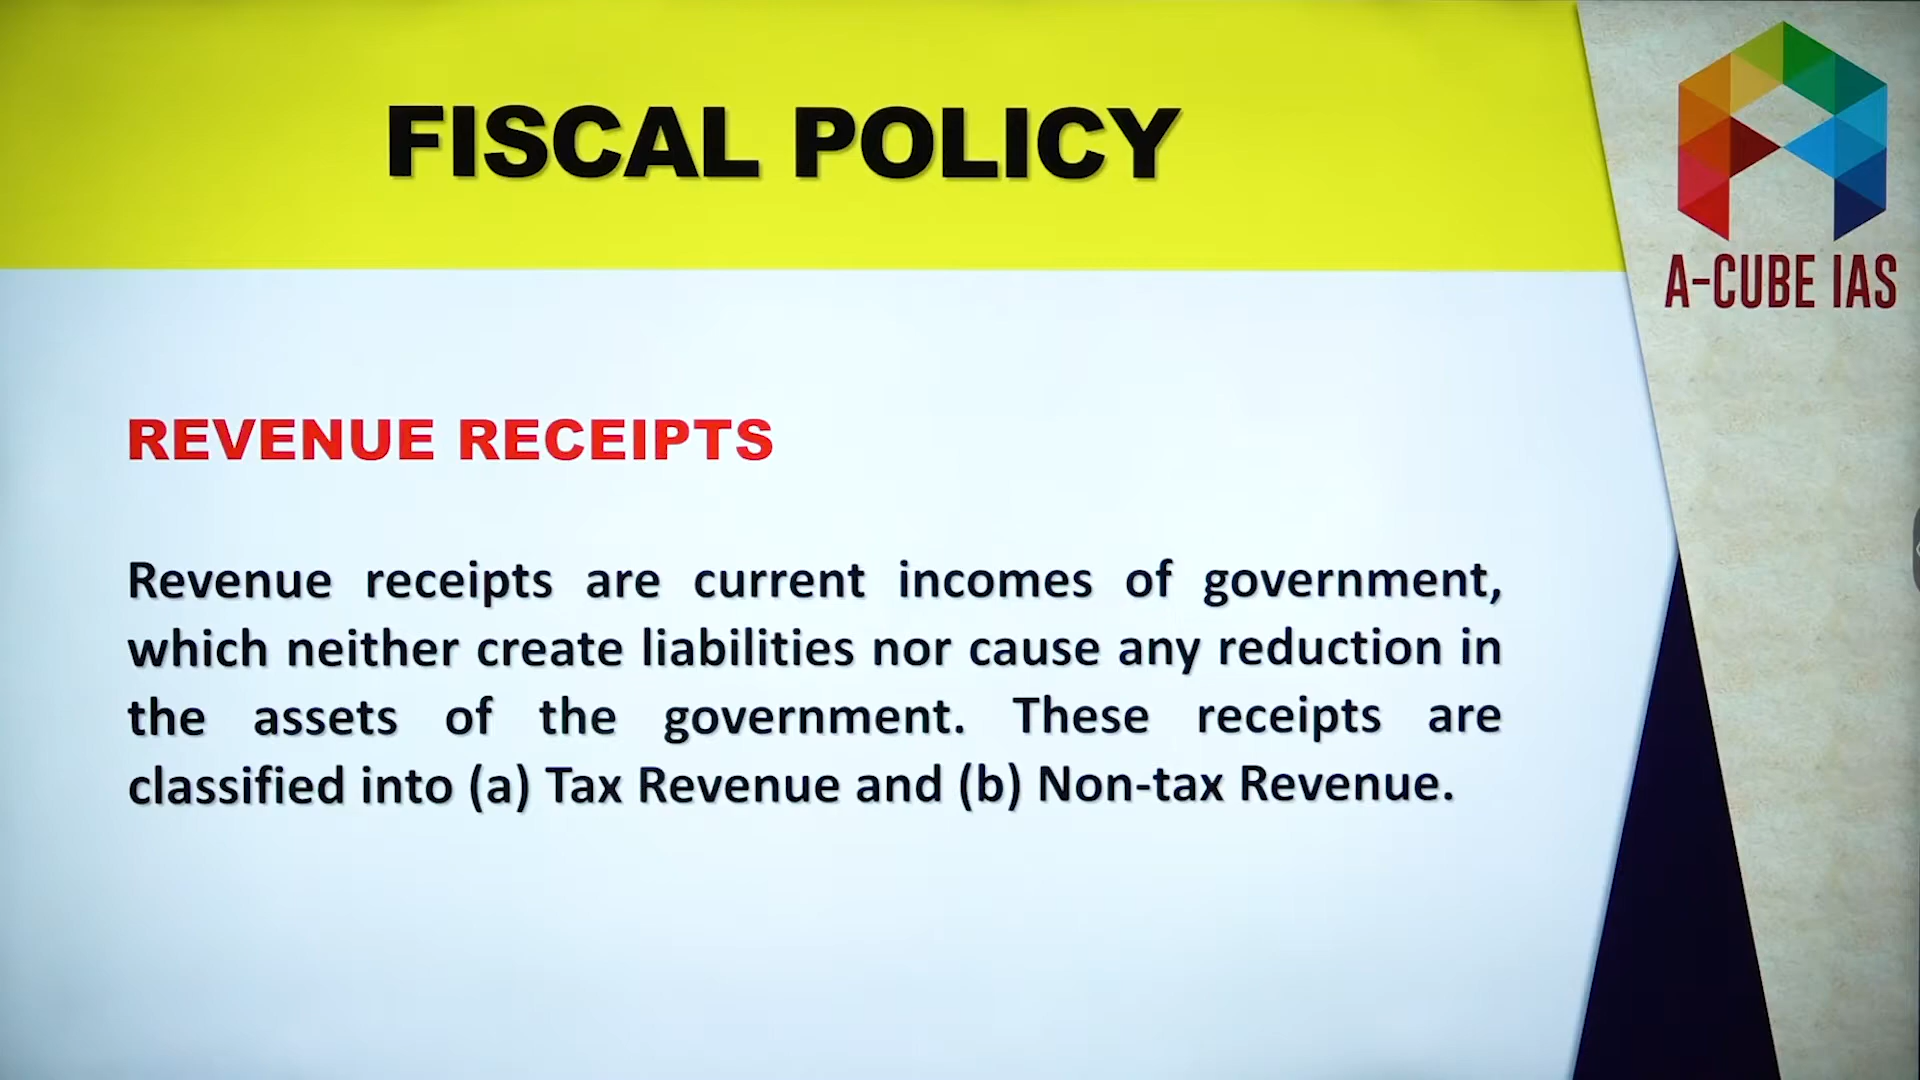 FISCAL POLICY
A-CUBE IAS
REVENUE RECEIPTS
Revenue receipts are current incomes of government,
which neither create liabilities nor cause any reduction in
the assets of the government. These receipts are
classified into (a) Tax Revenue and (b) Non-tax Revenue.